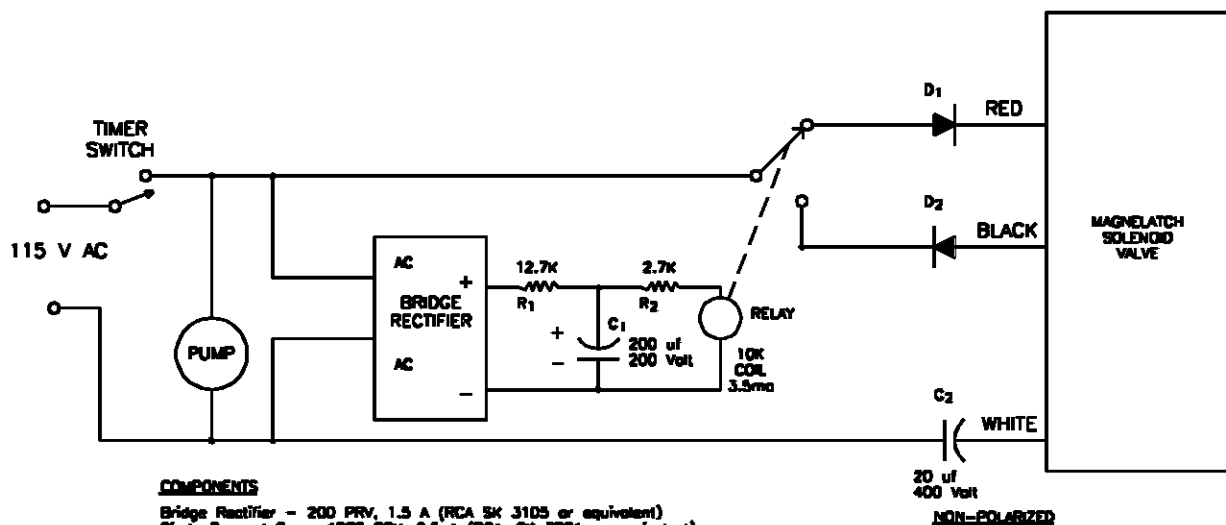 TIMER
SWITCH
115 V AC
PUMP
AC
BRIDGE
RECTIFIER
AC
+
−
12.7K
R1
2.7K
R2
+
−
C1
200 uf
200 Volt
RELAY
10K
COIL
3.5ma
D1
RED
D2
BLACK
MAGNELATCH
SOLENOID
VALVE
C2
WHITE
20 uf
400 Volt
NON-POLARIZED
COMPONENTS
Bridge Rectifier - 200 PRV, 1.5 A (RCA SK 3105 or equivalent)